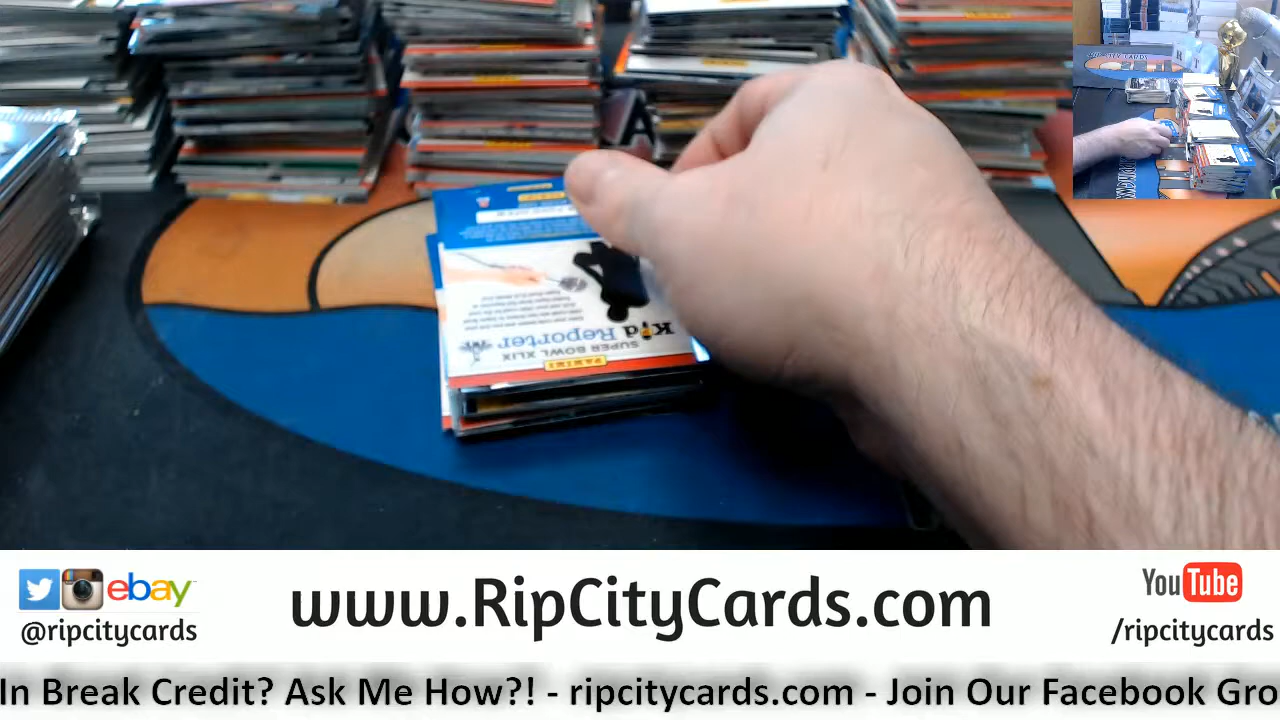 SUPER BOWL XLIX
Kid Reporter
PANINI
ebay
@ripcitycards
www.RipCityCards.com
YouTube
/ripcitycards
In Break Credit? Ask Me How?! - ripcitycards.com - Join Our Facebook Gro